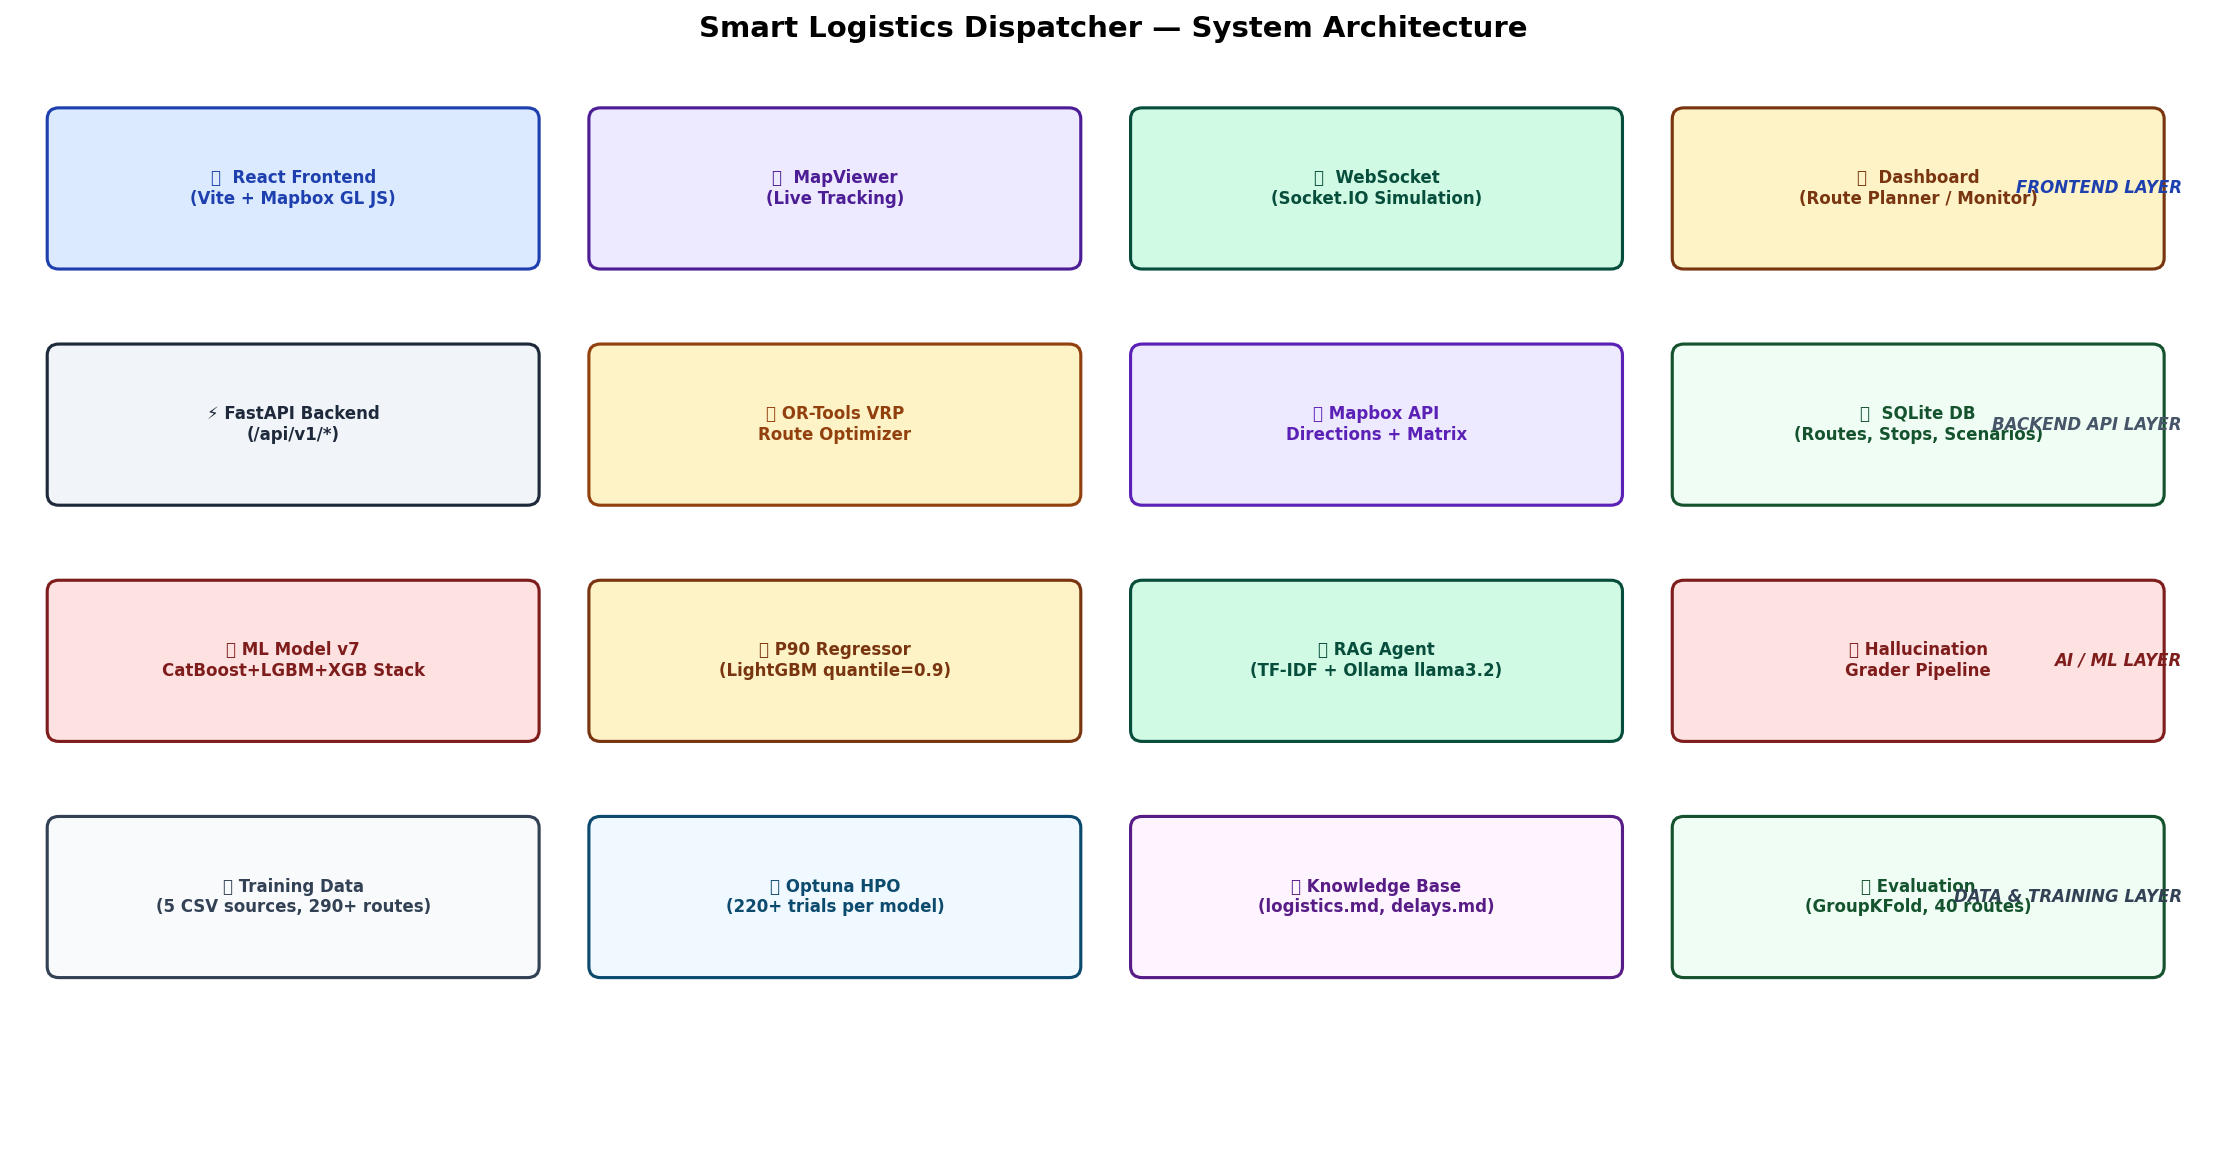 Smart Logistics Dispatcher — System Architecture
React Frontend
(Vite + Mapbox GL JS)
MapViewer
(Live Tracking)
WebSocket
(Socket.IO Simulation)
Dashboard
(Route Planner / Monitor)
FRONTEND LAYER
⚡ FastAPI Backend
(/api/v1/*)
OR-Tools VRP
Route Optimizer
Mapbox API
Directions + Matrix
SQLite DB
(Routes, Stops, Scenarios)
BACKEND API LAYER
ML Model v7
CatBoost+LGBM+XGB Stack
P90 Regressor
(LightGBM quantile=0.9)
RAG Agent
(TF-IDF + Ollama llama3.2)
Hallucination
Grader Pipeline
AI / ML LAYER
Training Data
(5 CSV sources, 290+ routes)
Optuna HPO
(220+ trials per model)
Knowledge Base
(logistics.md, delays.md)
Evaluation
(GroupKFold, 40 routes)
DATA & TRAINING LAYER